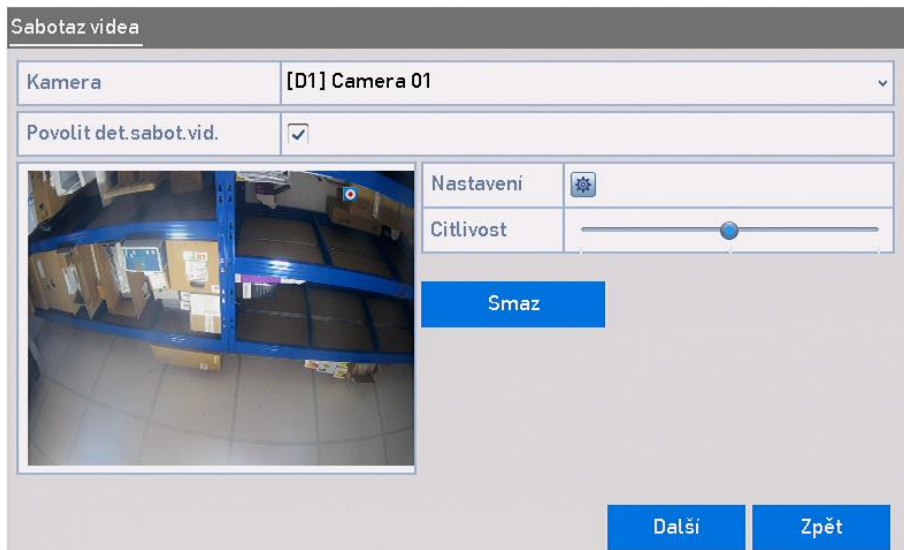 Sabotaz videa
Kamera [D1] Camera 01
Povolit det.sabot.vid.
Nastavení
Citlivost
Smaz
Další Zpět